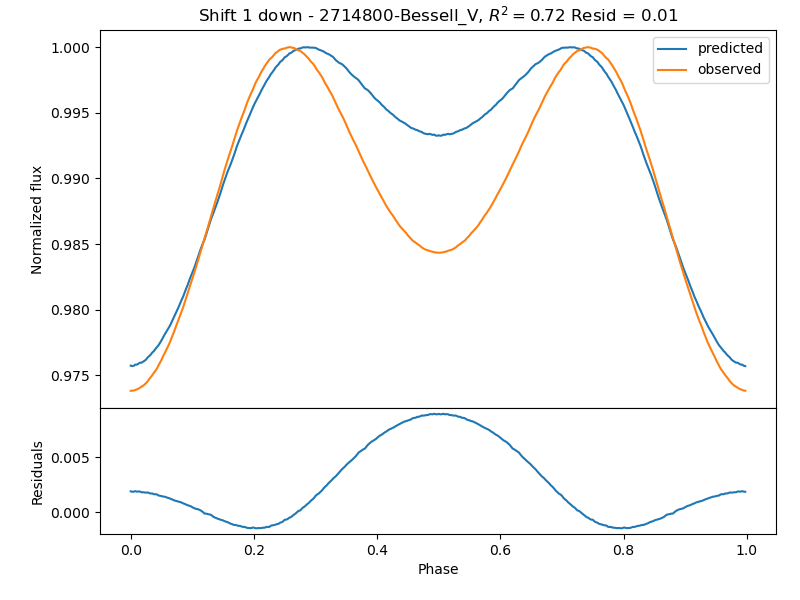 Shift 1 down - 2714800-Bessell_V, $R^2 = 0.72$ Resid = 0.01
predicted
observed
1.000
0.995
0.990
0.985
0.980
0.975
Normalized flux
0.005
0.000
Residuals
0.0 0.2 0.4 0.6 0.8 1.0
Phase